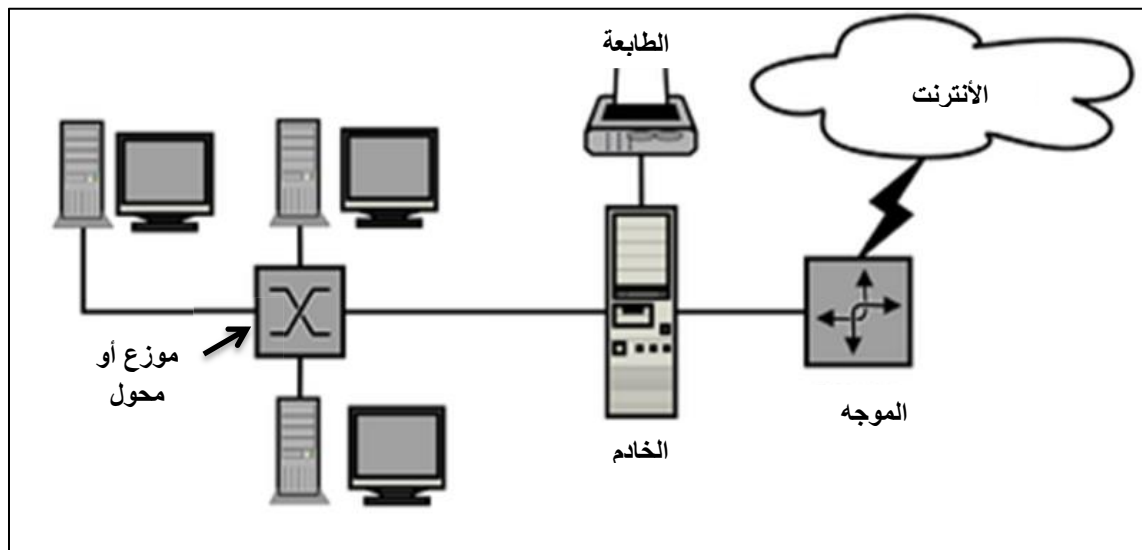 الطابعة
الأنترنت
موزع أو
محول
الموجه
الخادم